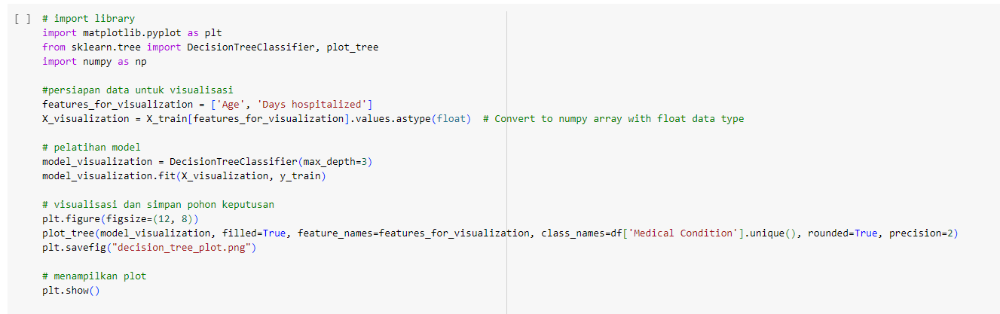 [ ] # import library
import matplotlib.pyplot as plt
from sklearn.tree import DecisionTreeClassifier, plot_tree
import numpy as np
#persiapan data untuk visualisasi
features_for_visualization = ['Age', 'Days hospitalized']
X_visualization = X_train[features_for_visualization].values.astype(float)  # Convert to numpy array with float data type
# pelatihan model
model_visualization = DecisionTreeClassifier(max_depth=3)
model_visualization.fit(X_visualization, y_train)
# visualisasi dan simpan pohon keputusan
plt.figure(figsize=(12, 8))
plot_tree(model_visualization, filled=True, feature_names=features_for_visualization, class_names=df['Medical Condition'].unique(), rounded=True, precision=2)
plt.savefig("decision_tree_plot.png")
# menampilkan plot
plt.show()